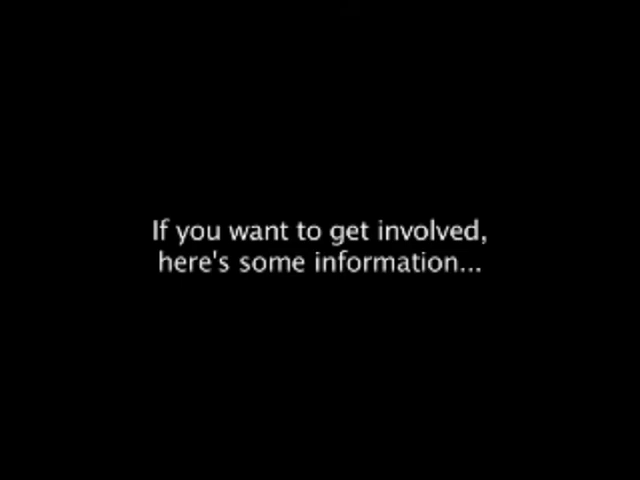 If you want to get involved,
here's some information...